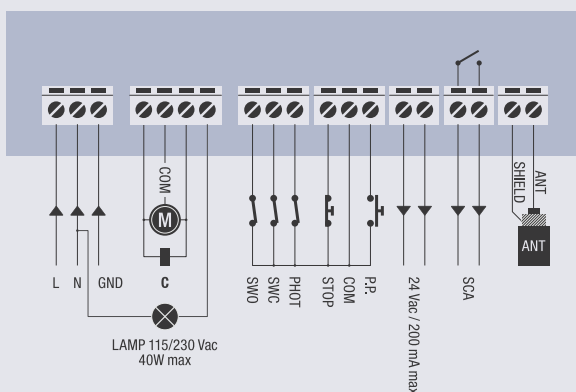 COM
M
SHIELD
ANT
ANT
L N GND
C
SWO
SWC
PHOT
STOP
COM
P.P.
24 Vac / 200 mA max
SCA
LAMP 115/230 Vac
40W max